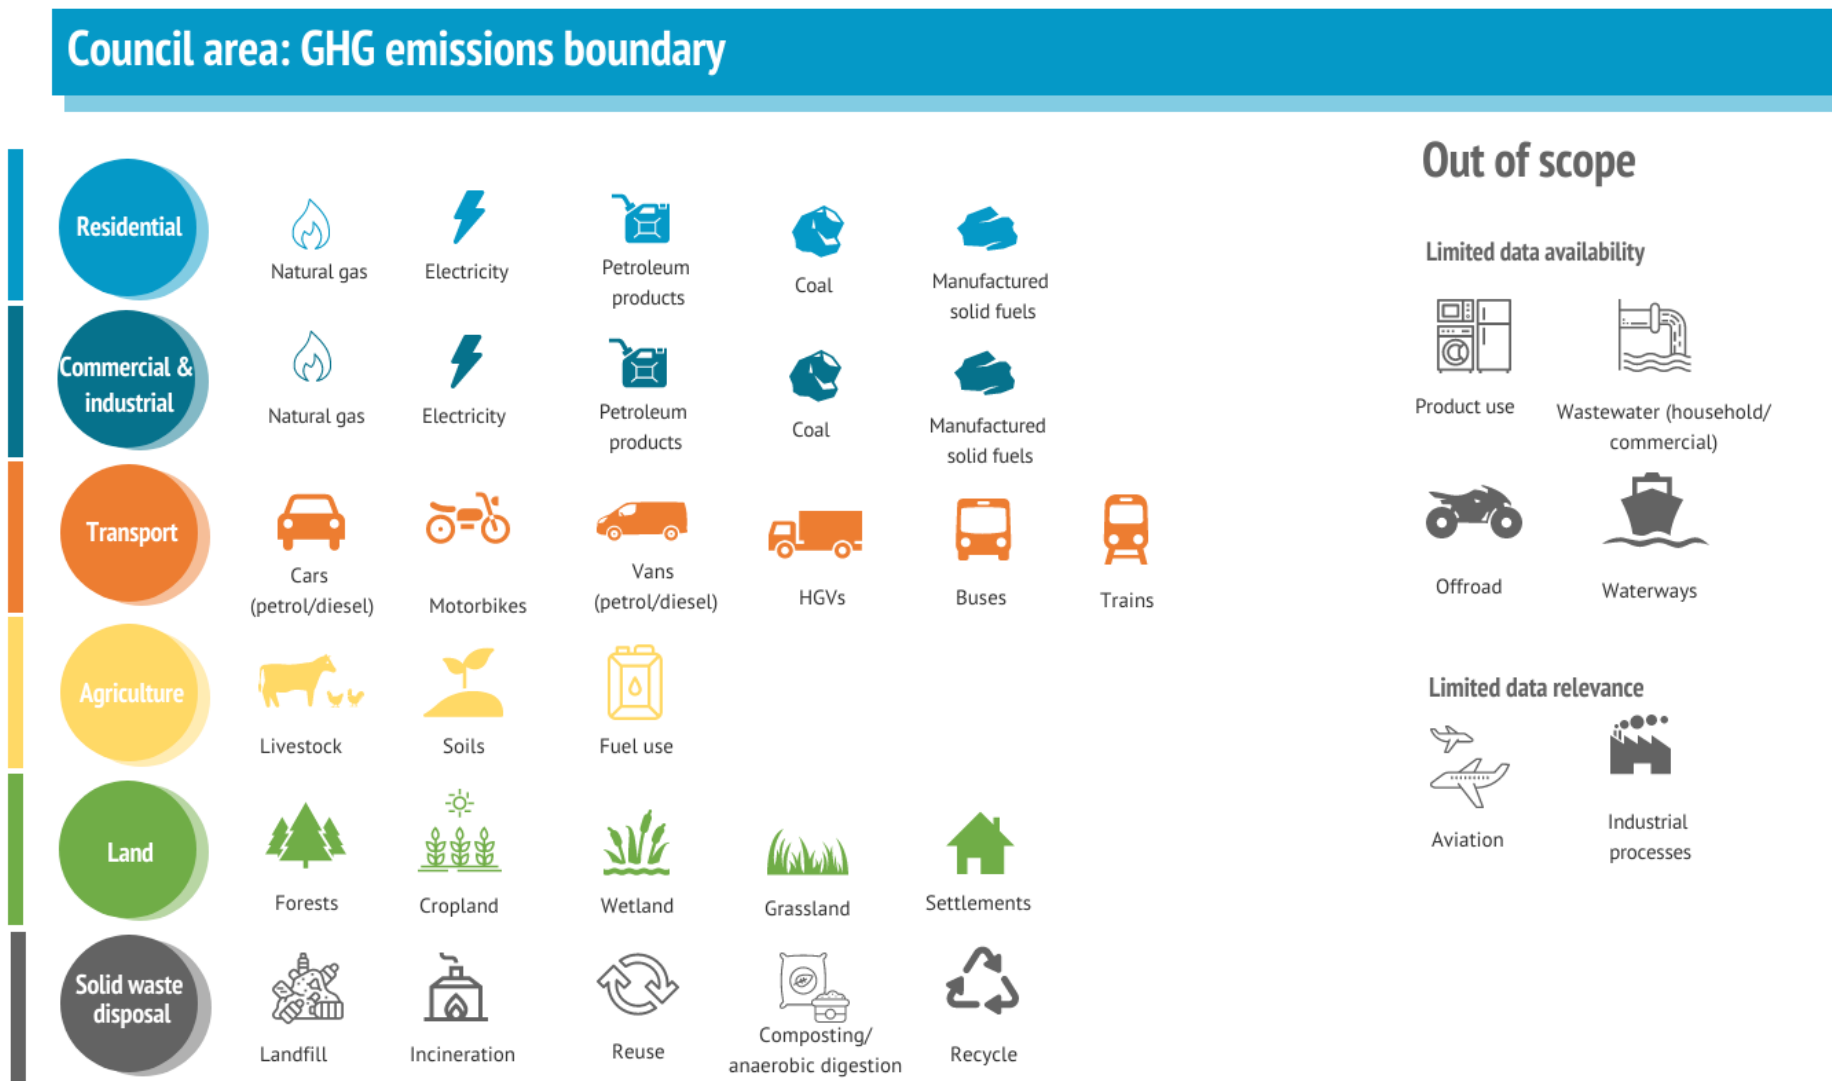 Council area: GHG emissions boundary
Residential
Natural gas
Electricity
Petroleum
products
Coal
Manufactured
solid fuels
Commercial &
industrial
Natural gas
Electricity
Petroleum
products
Coal
Manufactured
solid fuels
Transport
Cars
(petrol/diesel)
Motorbikes
Vans
(petrol/diesel)
HGVs
Buses
Trains
Agriculture
Livestock
Soils
Fuel use
Land
Forests
Cropland
Wetland
Grassland
Settlements
Solid waste
disposal
Landfill
Incineration
Reuse
Composting/
anaerobic digestion
Recycle
Out of scope
Limited data availability
Product use
Wastewater (household/
commercial)
Offroad
Waterways
Limited data relevance
Aviation
Industrial
processes